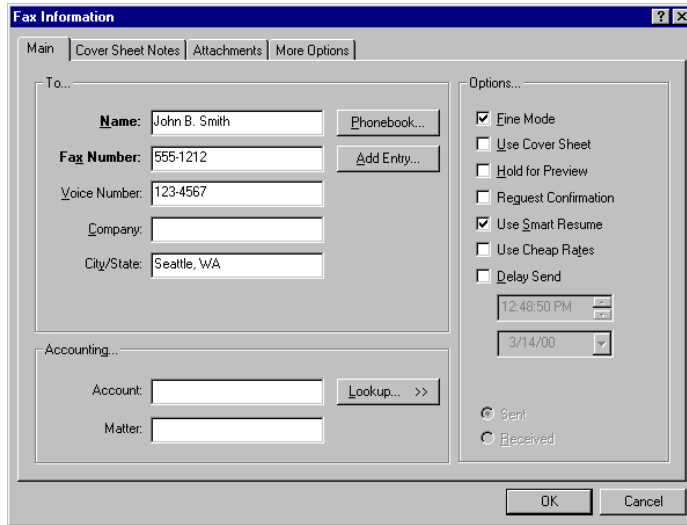 Fax Information
Main Cover Sheet Notes Attachments More Options
To...
Name: John B. Smith Phonebook...
Fax Number: 555-1212 Add Entry...
Voice Number: 123-4567
Company:
City/State: Seattle, WA
Accounting...
Account: Lookup... >>
Matter:
Options...
Fine Mode
Use Cover Sheet
Hold for Preview
Request Confirmation
Use Smart Resume
Use Cheap Rates
Delay Send
12:48:50 PM
3/14/00
Sent
Received
OK Cancel